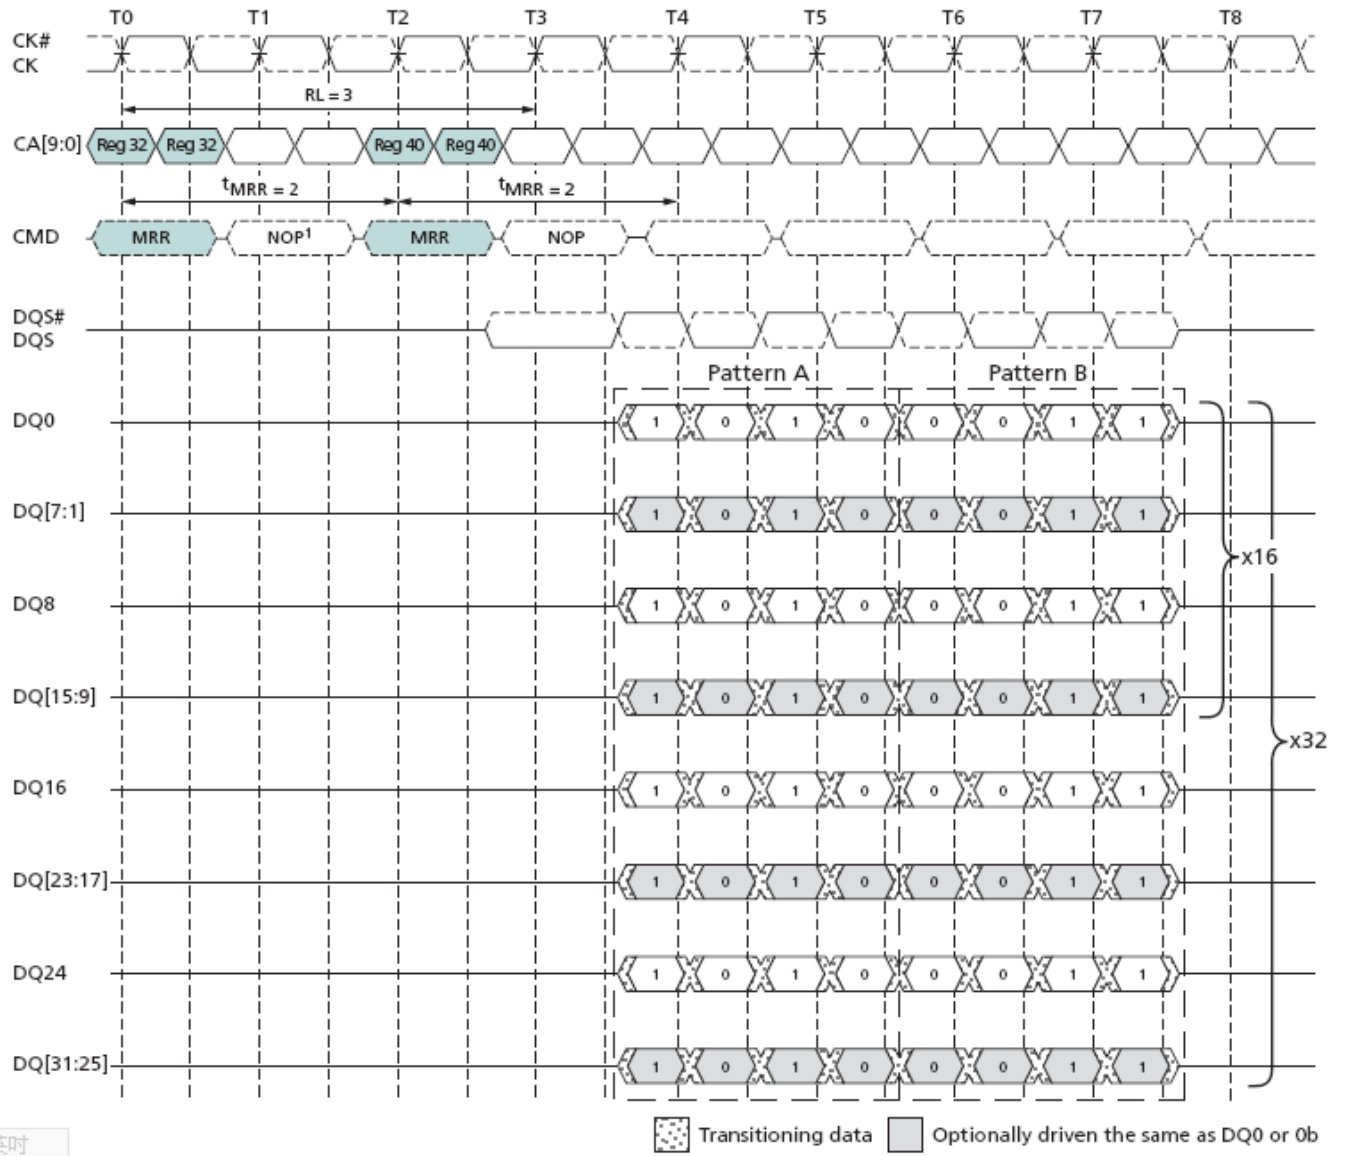 T0 T1 T2 T3 T4 T5 T6 T7 T8
CK#
CK
RL = 3
CA[9:0] Reg 32 Reg 32 Reg 40 Reg 40
tMRR = 2 tMRR = 2
CMD MRR NOP1 MRR NOP
DQS#
DQS
Pattern A Pattern B
DQ0 1 0 1 0 0 0 1 1
DQ[7:1] 1 0 1 0 0 0 1 1
x16
DQ8 1 0 1 0 0 0 1 1
DQ[15:9] 1 0 1 0 0 0 1 1
x32
DQ16 1 0 1 0 0 0 1 1
DQ[23:17] 1 0 1 0 0 0 1 1
DQ24 1 0 1 0 0 0 1 1
DQ[31:25] 1 0 1 0 0 0 1 1
Transitioning data Optionally driven the same as DQ0 or 0b